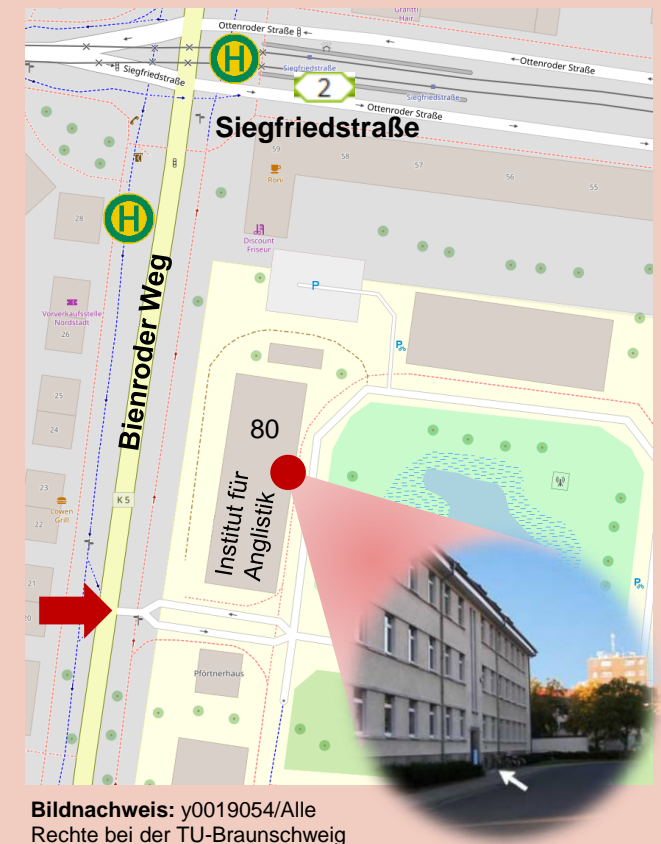 Grantti
Hair
Ottenroder Straße
Siegfriedstraße
Ottenroder Straße
H
Siegfriedstraße
2
Siegfriedstraße
Ottenroder Straße
Siegfriedstraße
59
58
57
56
55
Roni
28
H
Discount
Friseur
Bienroder Weg
P
Vorverkaufsstelle
Nordstadt
26
P
25
24
80
Institut für
Anglistik
23
K 5
Löwen
Grill
22
21
20
P
Pförtnerhaus
Bildnachweis: y0019054/Alle
Rechte bei der TU-Braunschweig